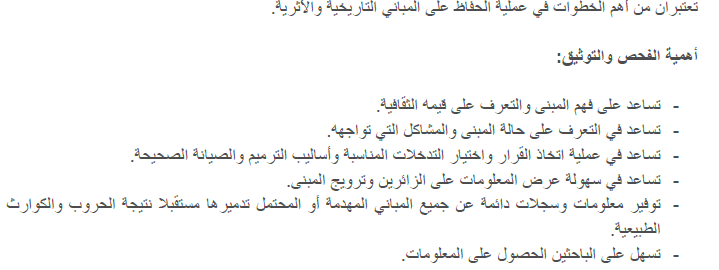 تعتبران من أهم الخطوات في عملية الحفاظ على المباني التاريخية والأثرية.
أهمية الفحص والتوثيق:
- تساعد على فهم المبنى والتعرف على قيمه الثقافية.
- تساعد في التعرف على حالة المبنى والمشاكل التي تواجهه.
- تساعد في عملية اتخاذ القرار واختيار التدخلات المناسبة وأساليب الترميم والصيانة الصحيحة.
- تساعد في سهولة عرض المعلومات على الزائرين وترويج المبنى.
- توفير معلومات وسجلات دائمة عن جميع المباني المهدمة أو المحتمل تدميرها مستقبلا نتيجة الحروب والكوارث
الطبيعية.
- تسهل على الباحثين الحصول على المعلومات.